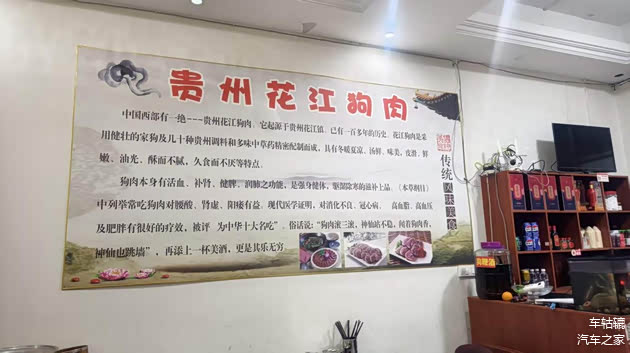 贵州花江狗肉
中国西部有一绝---贵州花江狗肉、它起源于贵州花江镇、已有一百多年的历史、花江狗肉是采
用健壮的家狗及几十种贵州调料和多味中草药精密配制而成，具有冬暖夏凉、汤鲜、味美，皮滑、鲜
嫩、油光、酥而不腻，久食而不厌等特点。
狗肉本身有活血、补肾、健脾、润肺之功能、是强身健体、驱湿除寒的滋补上品、《本草纲目》
中列举常吃狗肉对腰酸、肾虚、阳痿有益、现代医学证明，对消化不良、冠心病、高血脂、高血压
及肥胖有很好的疗效，被评 为中华十大名吃”、俗话说：“狗肉滚三滚，神仙站不稳，闻着狗肉香，
神仙也跳墙”，再添上一杯美酒，更是其乐无穷。
传统
美食
车轱辘
汽车之家